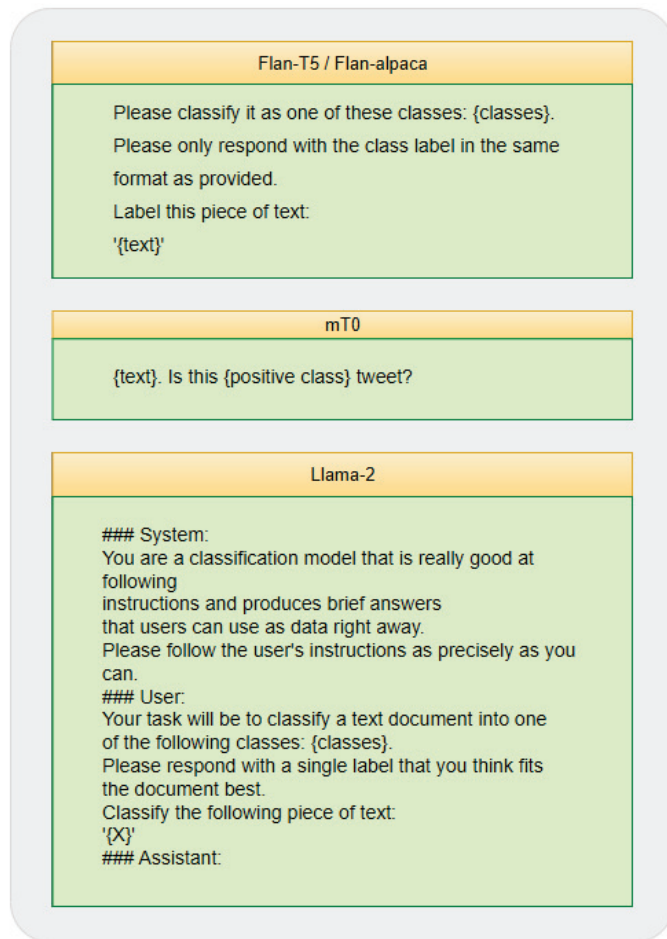 Flan-T5 / Flan-alpaca
Please classify it as one of these classes: {classes}.
Please only respond with the class label in the same
format as provided.
Label this piece of text:
'{text}'
mT0
{text}. Is this {positive class} tweet?
Llama-2
### System:
You are a classification model that is really good at
following
instructions and produces brief answers
that users can use as data right away.
Please follow the user's instructions as precisely as you
can.
### User:
Your task will be to classify a text document into one
of the following classes: {classes}.
Please respond with a single label that you think fits
the document best.
Classify the following piece of text:
'{X}'
### Assistant: